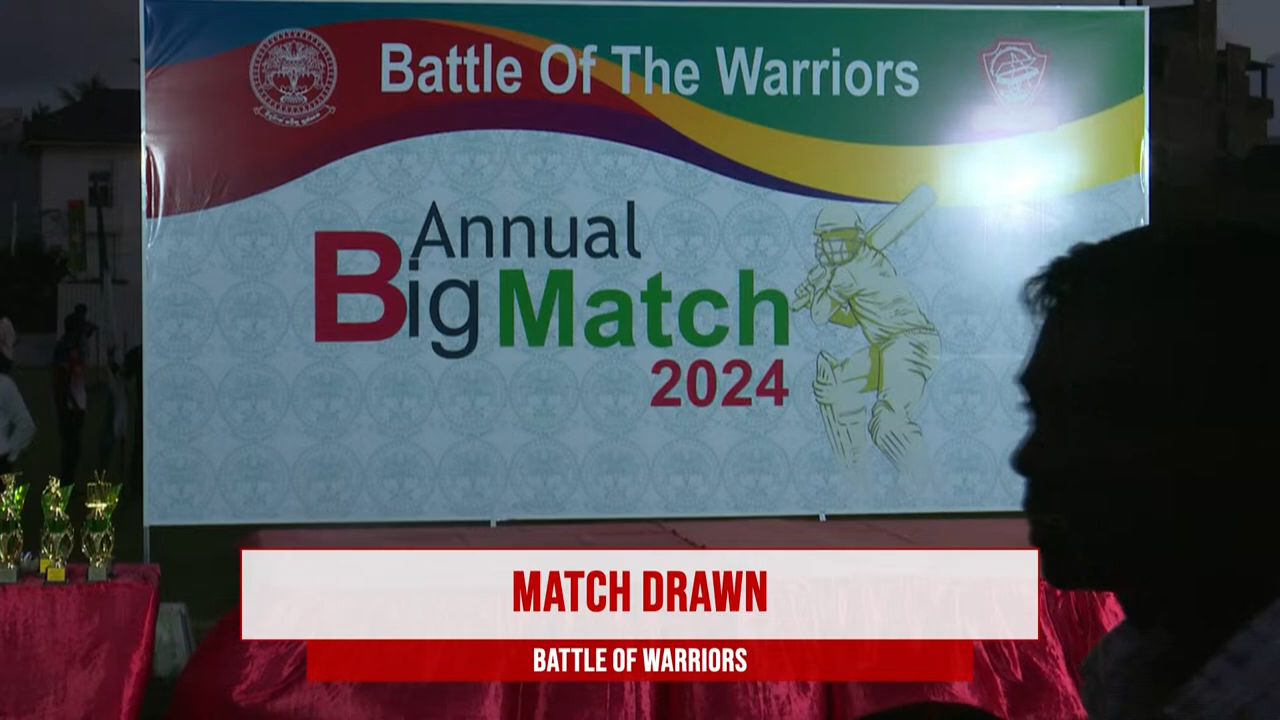 Battle Of The Warriors
Annual
Big Match
2024
MATCH DRAWN
BATTLE OF WARRIORS